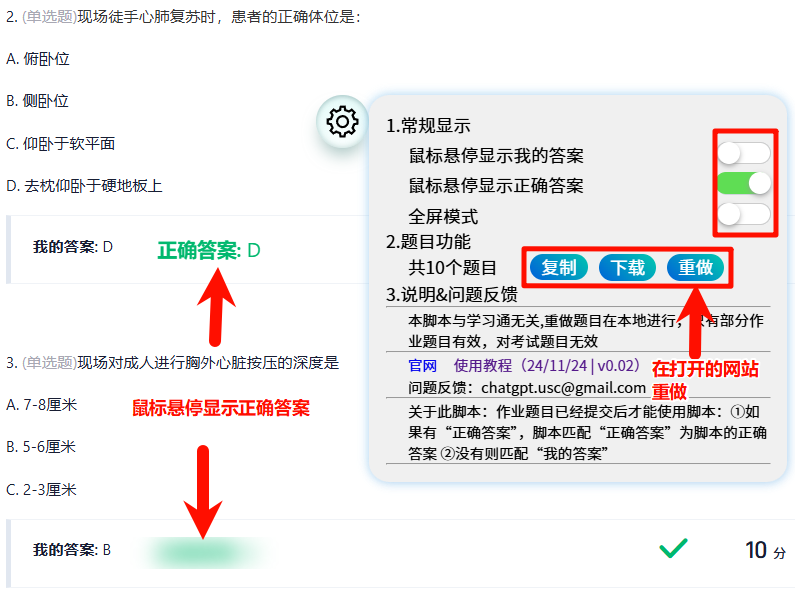 2. (单选题)现场徒手心肺复苏时，患者的正确体位是：
A. 俯卧位
B. 侧卧位
C. 仰卧于软平面
D. 去枕仰卧于硬地板上
我的答案: D
正确答案: D
3. (单选题)现场对成人进行胸外心脏按压的深度是
A. 7-8厘米
鼠标悬停显示正确答案
B. 5-6厘米
C. 2-3厘米
我的答案: B
10 分
1.常规显示
鼠标悬停显示我的答案
鼠标悬停显示正确答案
全屏模式
2.题目功能
共10个题目 复制 下载 重做
3.说明&问题反馈
本脚本与学习通无关,重做题目在本地进行，只有部分作
业题目有效，对考试题目无效
官网 使用教程（24/11/24 | v0.02）
在打开的网站
重做
问题反馈：chatgpt.usc@gmail.com
关于此脚本：作业题目已经提交后才能使用脚本：①如
果有“正确答案”，脚本匹配“正确答案”为脚本的正确
答案 ②没有则匹配“我的答案”